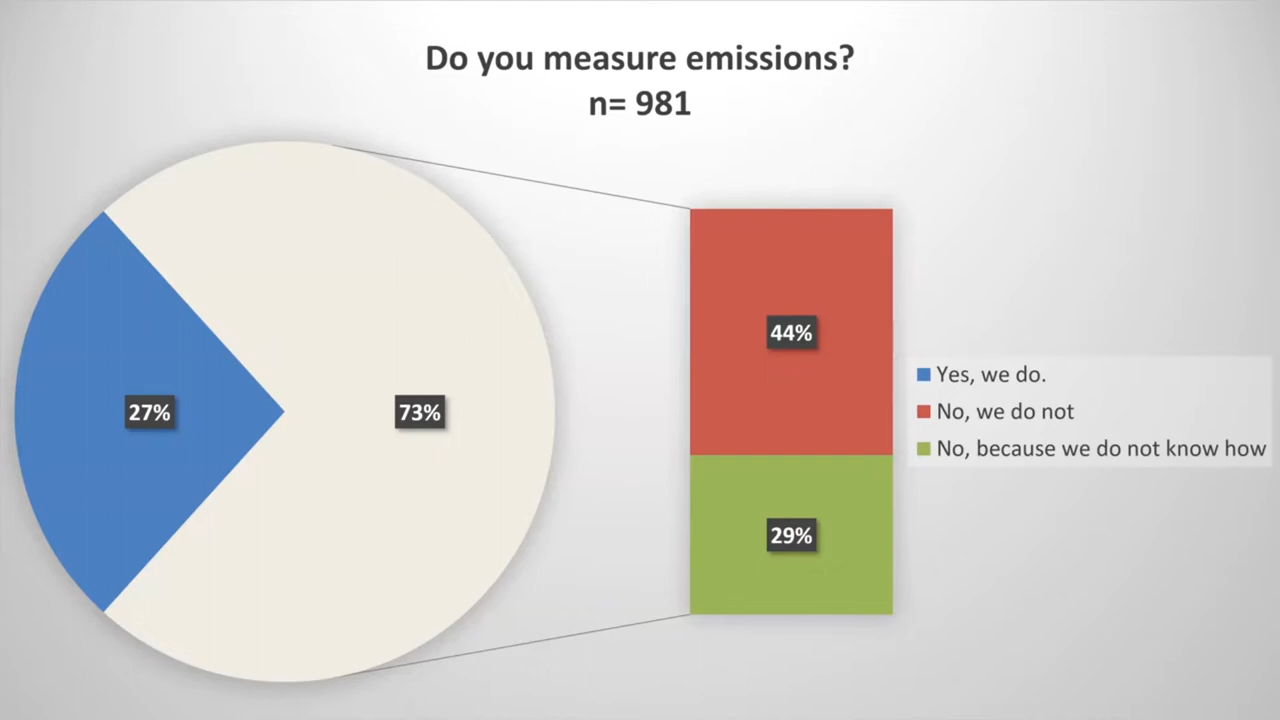 Do you measure emissions?
n= 981
27%
73%
44%
29%
Yes, we do.
No, we do not
No, because we do not know how